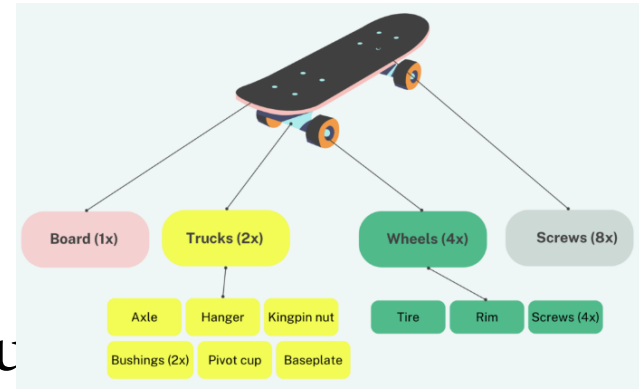 Board (1x) Trucks (2x) Wheels (4x) Screws (8x)
Axle Hanger Kingpin nut Tire Rim Screws (4x)
Bushings (2x) Pivot cup Baseplate